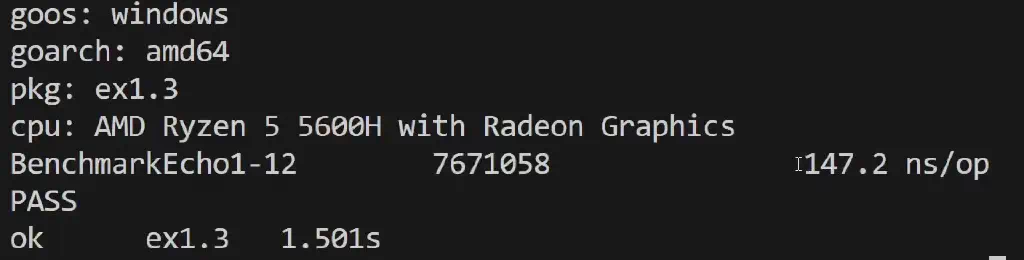 goos: windows
goarch: amd64
pkg: ex1.3
cpu: AMD Ryzen 5 5600H with Radeon Graphics
BenchmarkEcho1-12 7671058 147.2 ns/op
PASS
ok ex1.3 1.501s